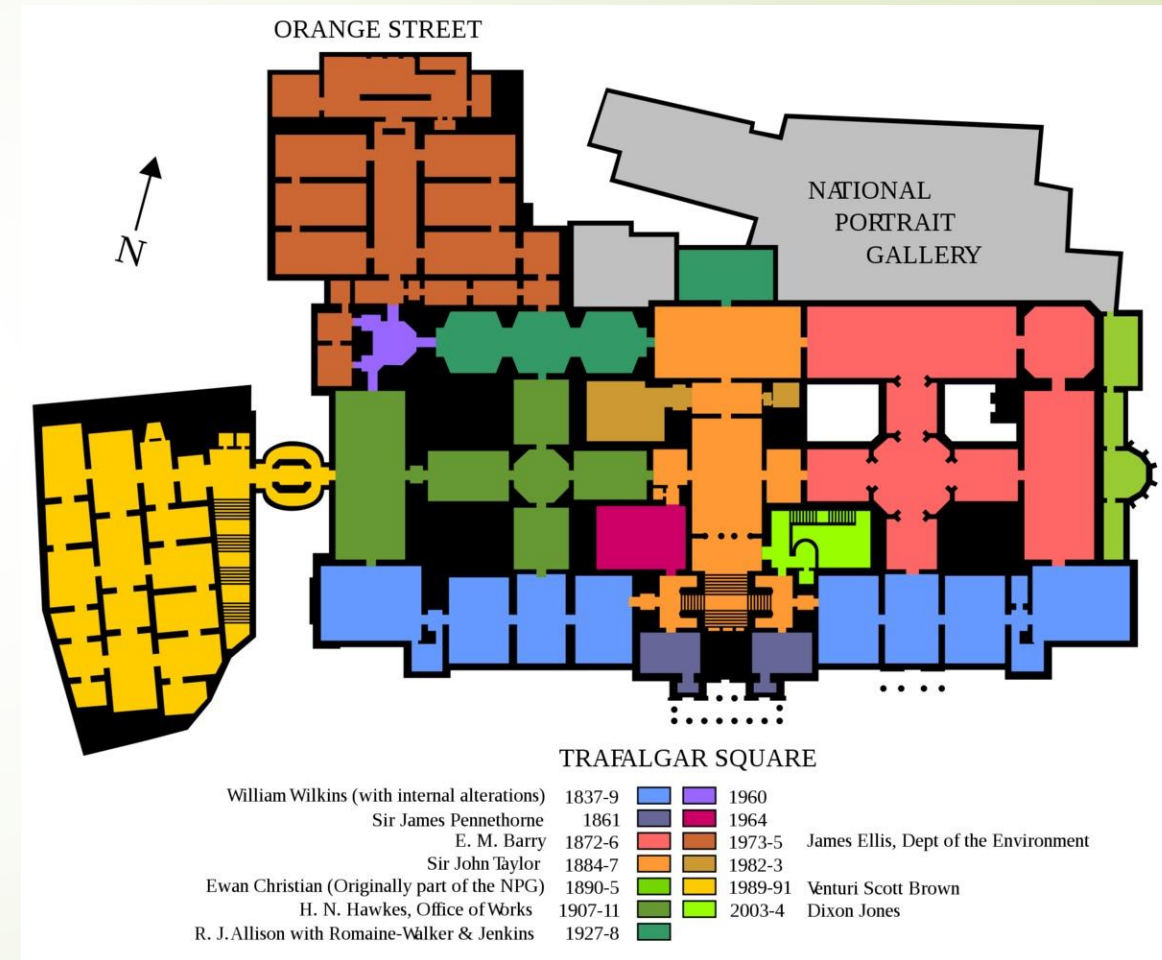 ORANGE STREET
NATIONAL
PORTRAIT
GALLERY
N
TRAFALGAR SQUARE
William Wilkins (with internal alterations) 1837-9 1960
Sir James Pennethorne 1861 1964
E. M. Barry 1872-6 1973-5 James Ellis, Dept of the Environment
Sir John Taylor 1884-7 1982-3
Ewan Christian (Originally part of the NPG) 1890-5 1989-91 Venturi Scott Brown
H. N. Hawkes, Office of Works 1907-11 2003-4 Dixon Jones
R. J. Allison with Romaine-Walker & Jenkins 1927-8